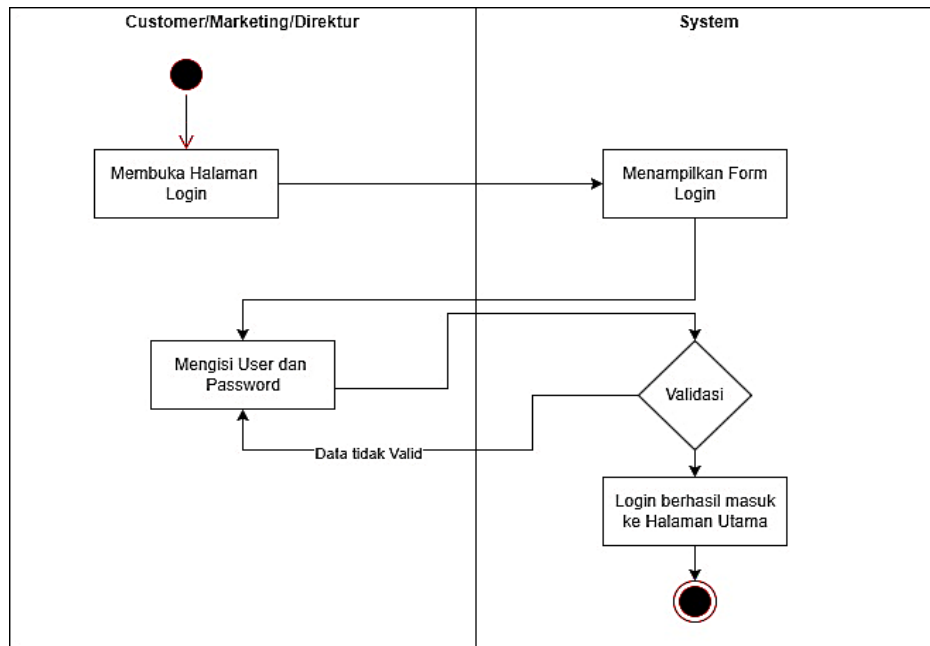 Customer/Marketing/Direktur
System
Membuka Halaman
Login
Menampilkan Form
Login
Mengisi User dan
Password
Validasi
Data tidak Valid
Login berhasil masuk
ke Halaman Utama